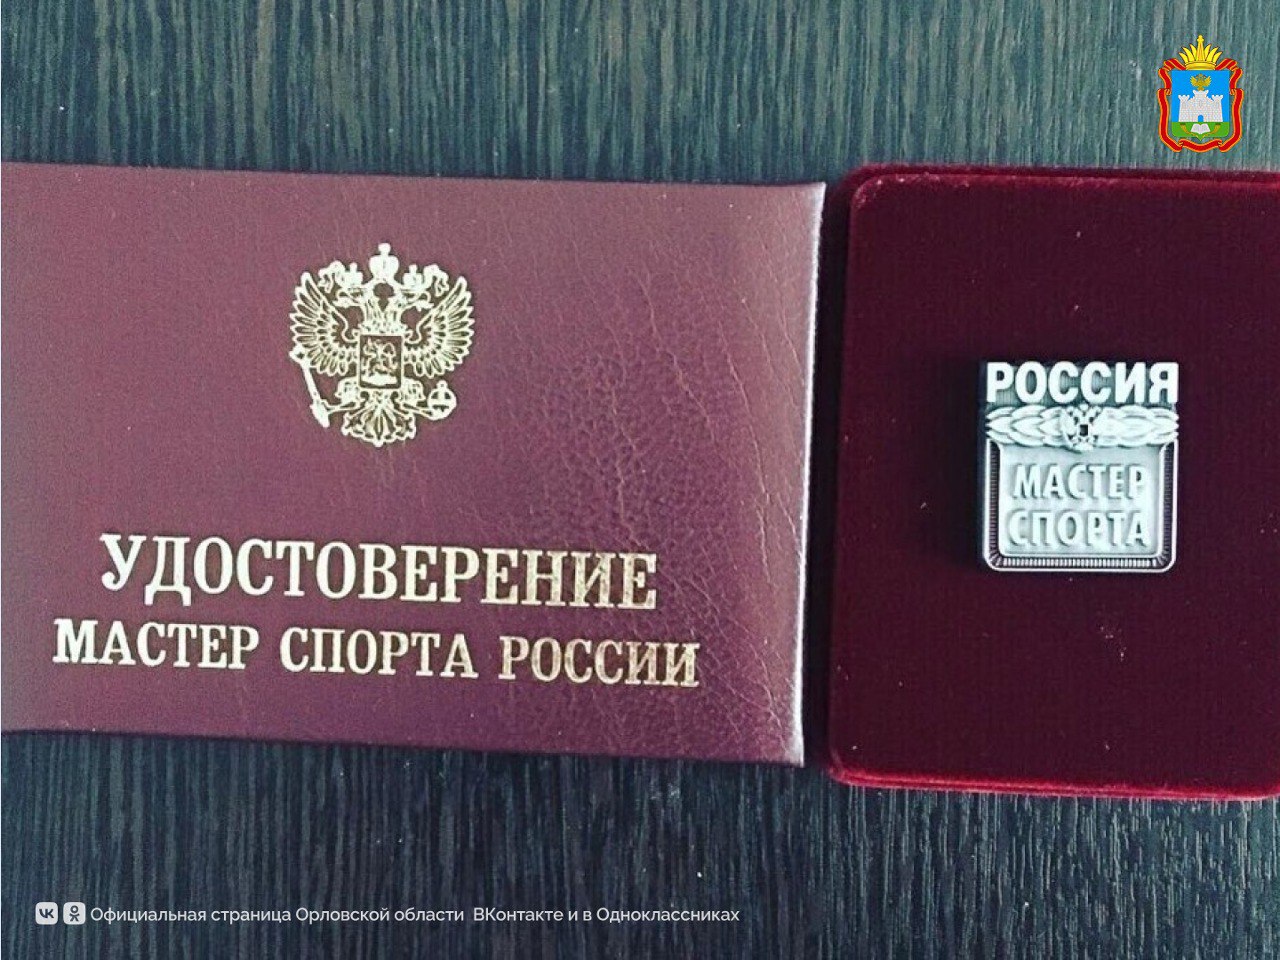 УДОСТОВЕРЕНИЕ
МАСТЕР СПОРТА РОССИИ
РОССИЯ
МАСТЕР
СПОРТА
Официальная страница Орловской области ВКонтакте и в Одноклассниках